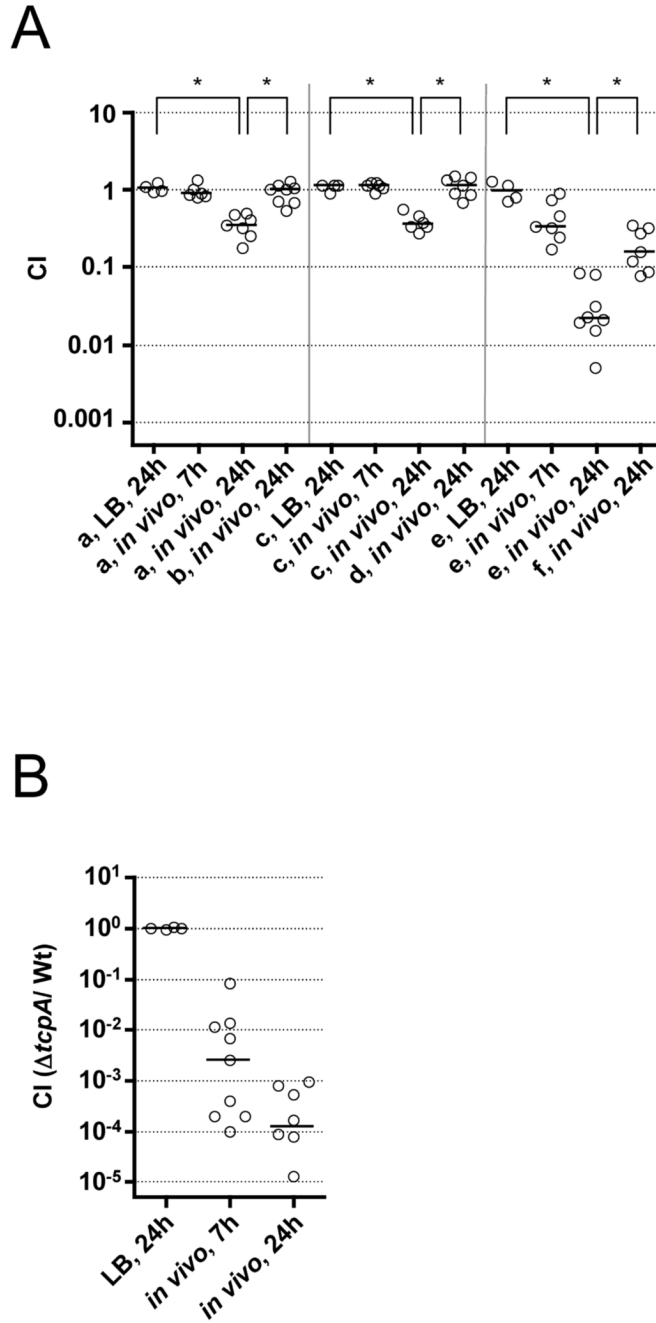 A
* * * * * *
10
1
0.1
0.01
0.001
CI
a, LB, 24h
a, in vivo, 7h
a, in vivo, 24h
b, in vivo, 24h
c, LB, 24h
c, in vivo, 7h
c, in vivo, 24h
d, in vivo, 24h
e, LB, 24h
e, in vivo, 7h
e, in vivo, 24h
f, in vivo, 24h
B
10¹
10⁰
10⁻¹
10⁻²
10⁻³
10⁻⁴
10⁻⁵
CI (ΔtcpA/ Wt)
LB, 24h
in vivo, 7h
in vivo, 24h